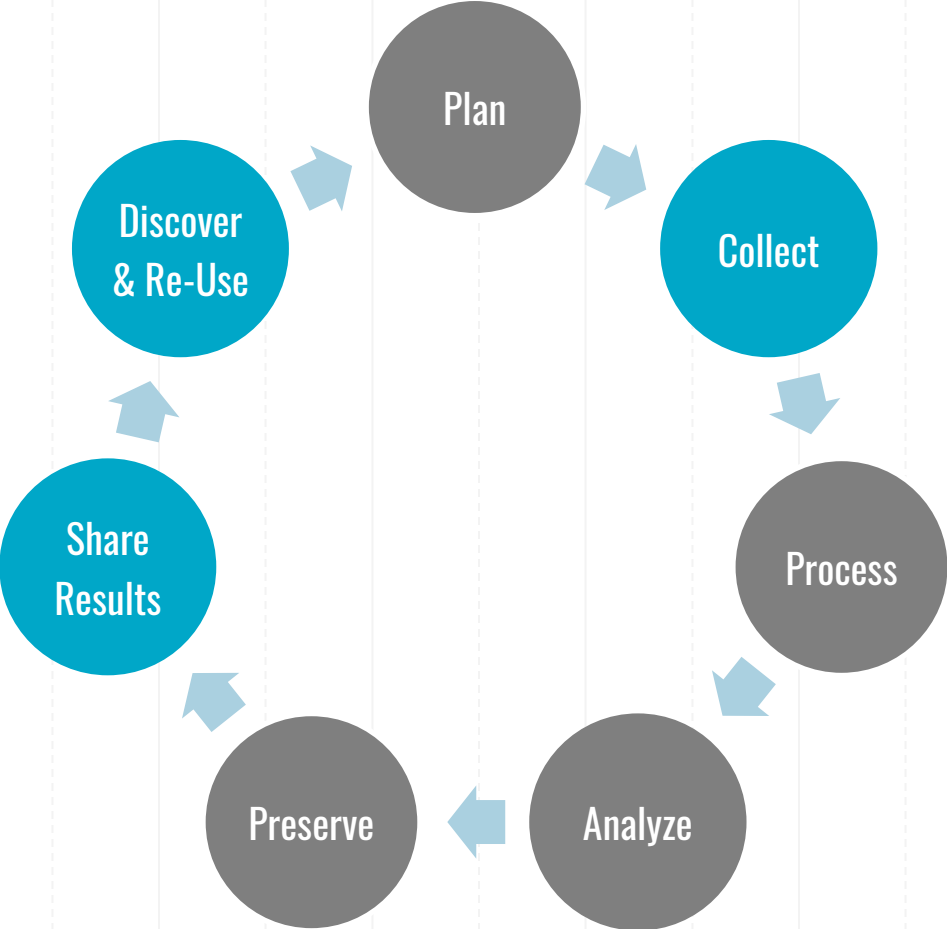 Plan
Collect
Process
Analyze
Preserve
Share
Results
Discover
& Re-Use